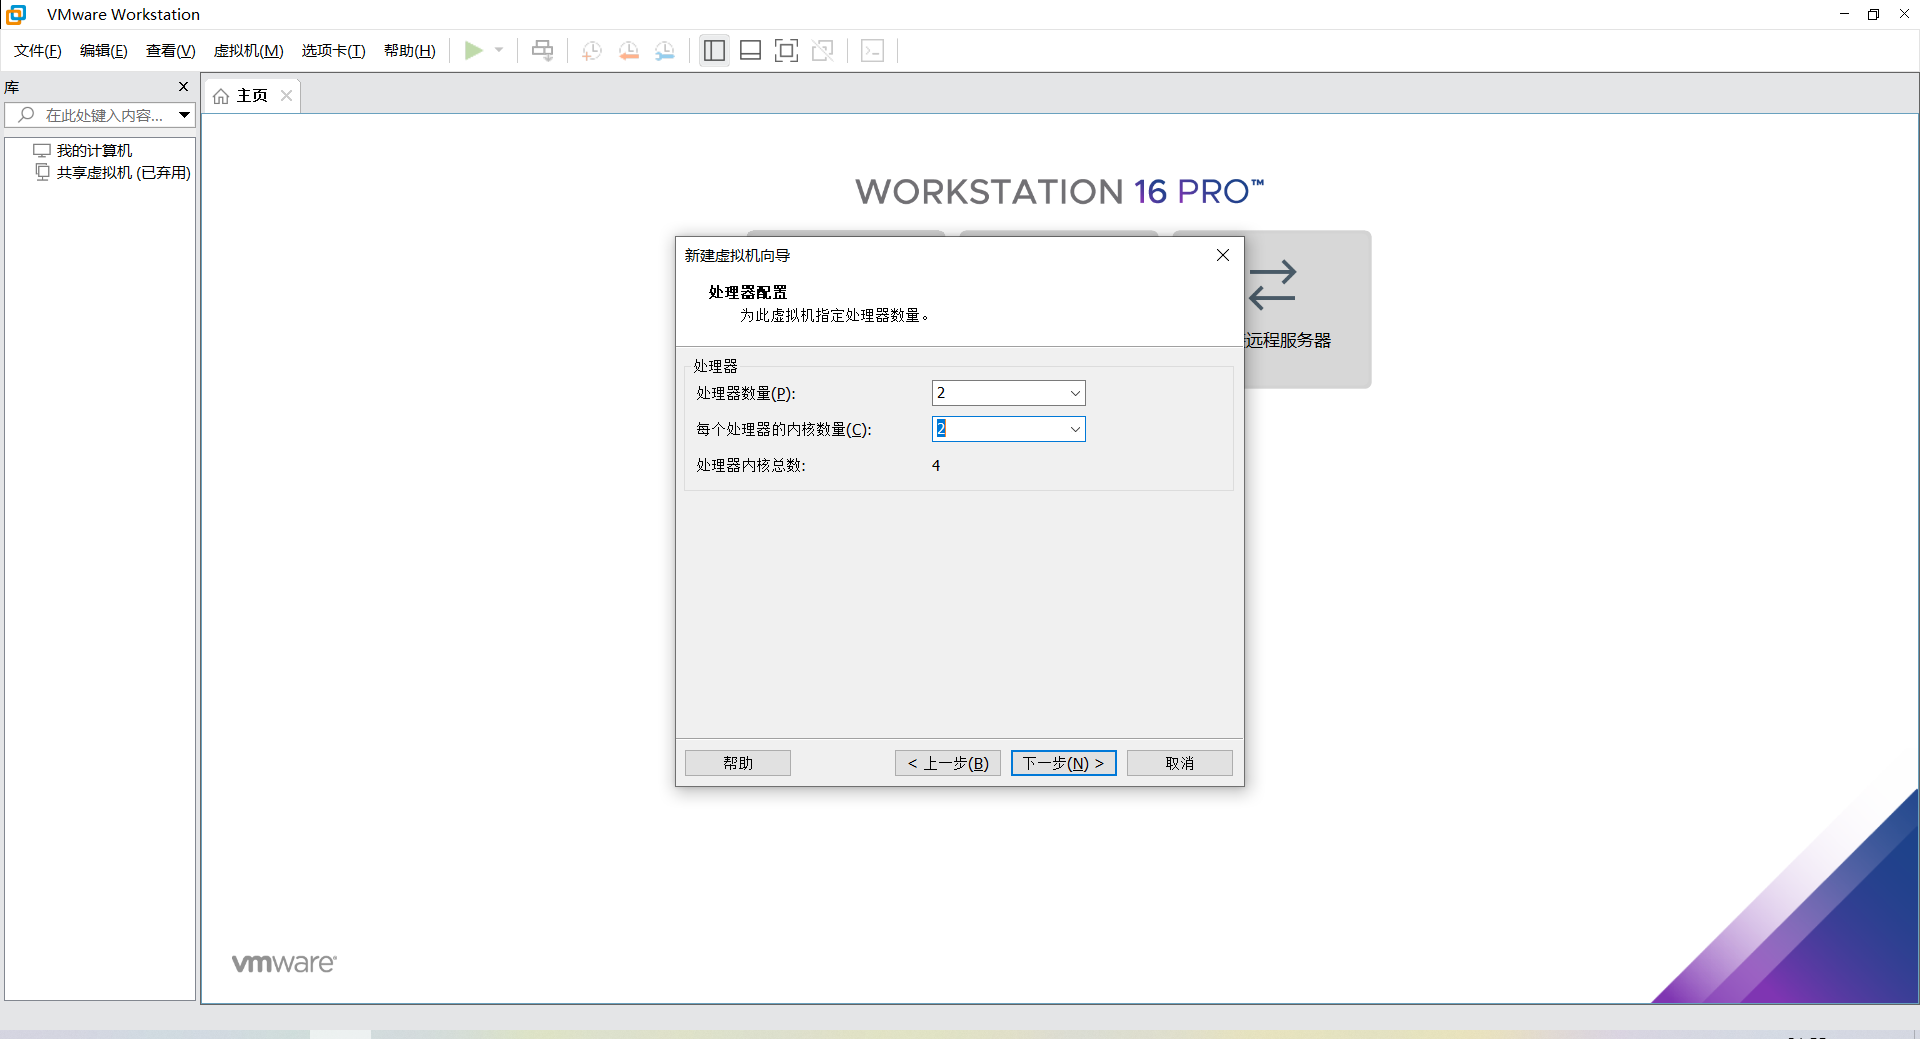 VMware Workstation
文件(F) 编辑(E) 查看(V) 虚拟机(M) 选项卡(T) 帮助(H)
库
主页
在此处键入内容...
我的计算机
共享虚拟机 (已弃用)
WORKSTATION 16 PRO™
远程服务器
新建虚拟机向导
处理器配置
为此虚拟机指定处理器数量。
处理器
处理器数量(P): 2
每个处理器的内核数量(C): 2
处理器内核总数: 4
帮助 < 上一步(B) 下一步(N) > 取消
vmware